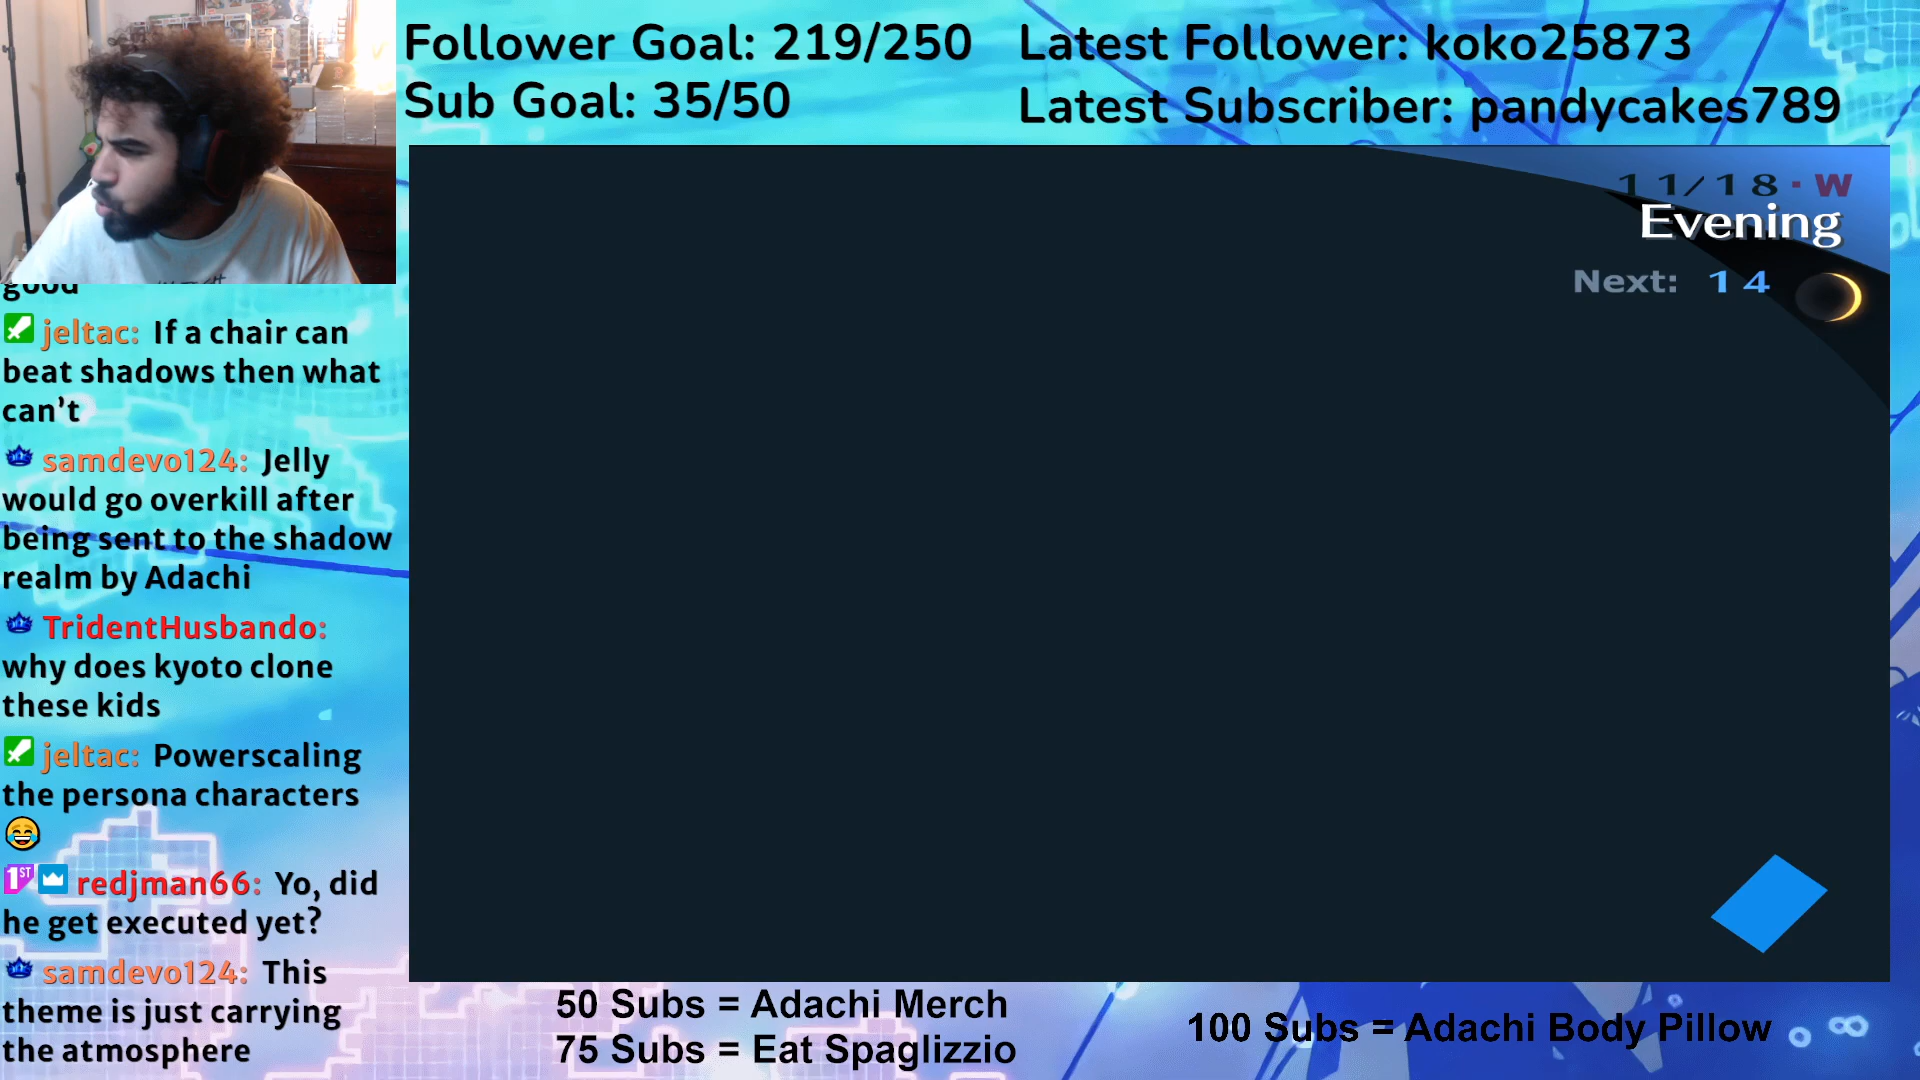 Follower Goal: 219/250
Sub Goal: 35/50
Latest Follower: koko25873
Latest Subscriber: pandycakes789
11/18·W
Evening
Next: 14
good
jeltac: If a chair can
beat shadows then what
can't
samdevo124: Jelly
would go overkill after
being sent to the shadow
realm by Adachi
TridentHusbando:
why does kyoto clone
these kids
jeltac: Powerscaling
the persona characters
😂
1ST redjman66: Yo, did
he get executed yet?
samdevo124: This
theme is just carrying
the atmosphere
50 Subs = Adachi Merch
75 Subs = Eat Spaglizzio
100 Subs = Adachi Body Pillow